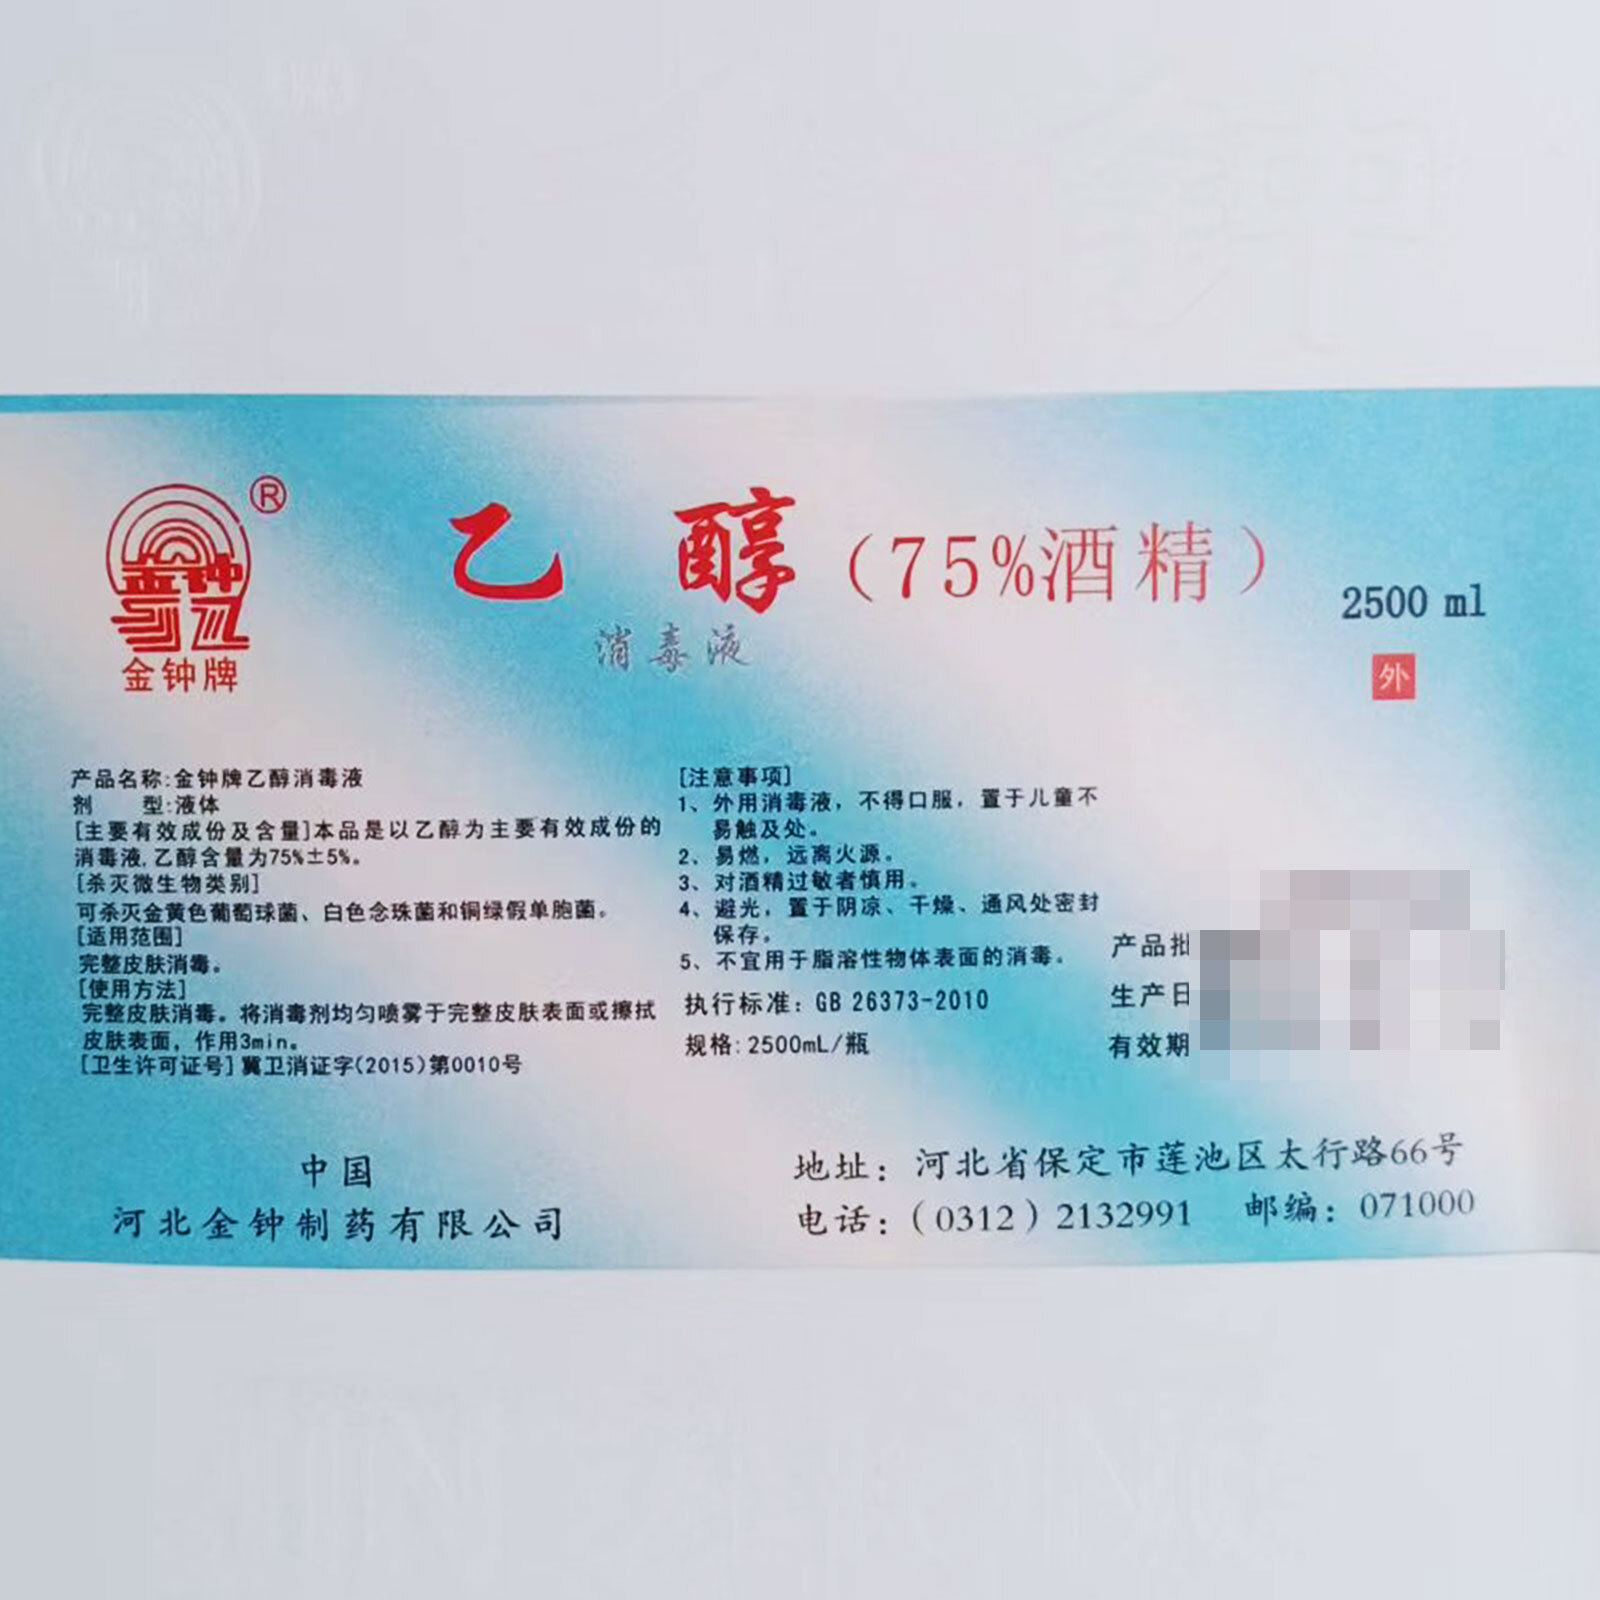 ®
金钟
金钟牌
乙醇（75%酒精）
消毒液
2500 ml
外
产品名称:金钟牌乙醇消毒液
剂 型:液体
[主要有效成份及含量]本品是以乙醇为主要有效成份的
消毒液,乙醇含量为75%±5%。
[杀灭微生物类别]
可杀灭金黄色葡萄球菌、白色念珠菌和铜绿假单胞菌。
[适用范围]
完整皮肤消毒。
[使用方法]
完整皮肤消毒。将消毒剂均匀喷雾于完整皮肤表面或擦拭
皮肤表面，作用3min。
[卫生许可证号]冀卫消证字(2015)第0010号
[注意事项]
1、外用消毒液，不得口服，置于儿童不
易触及处。
2、易燃，远离火源。
3、对酒精过敏者慎用。
4、避光，置于阴凉、干燥、通风处密封
保存。
5、不宜用于脂溶性物体表面的消毒。
执行标准: GB 26373-2010
规格: 2500mL/瓶
产品批
生产日
有效期
中国
河北金钟制药有限公司
地址：河北省保定市莲池区太行路66号
电话：（0312）2132991 邮编：071000